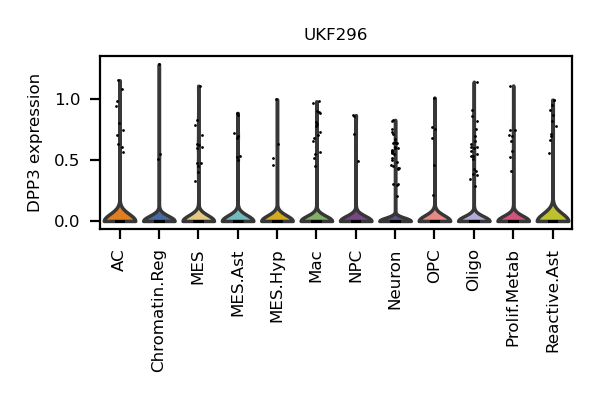 UKF296
DPP3 expression
1.0
0.5
0.0
AC
Chromatin.Reg
MES
MES.Ast
MES.Hyp
Mac
NPC
Neuron
OPC
Oligo
Prolif.Metab
Reactive.Ast